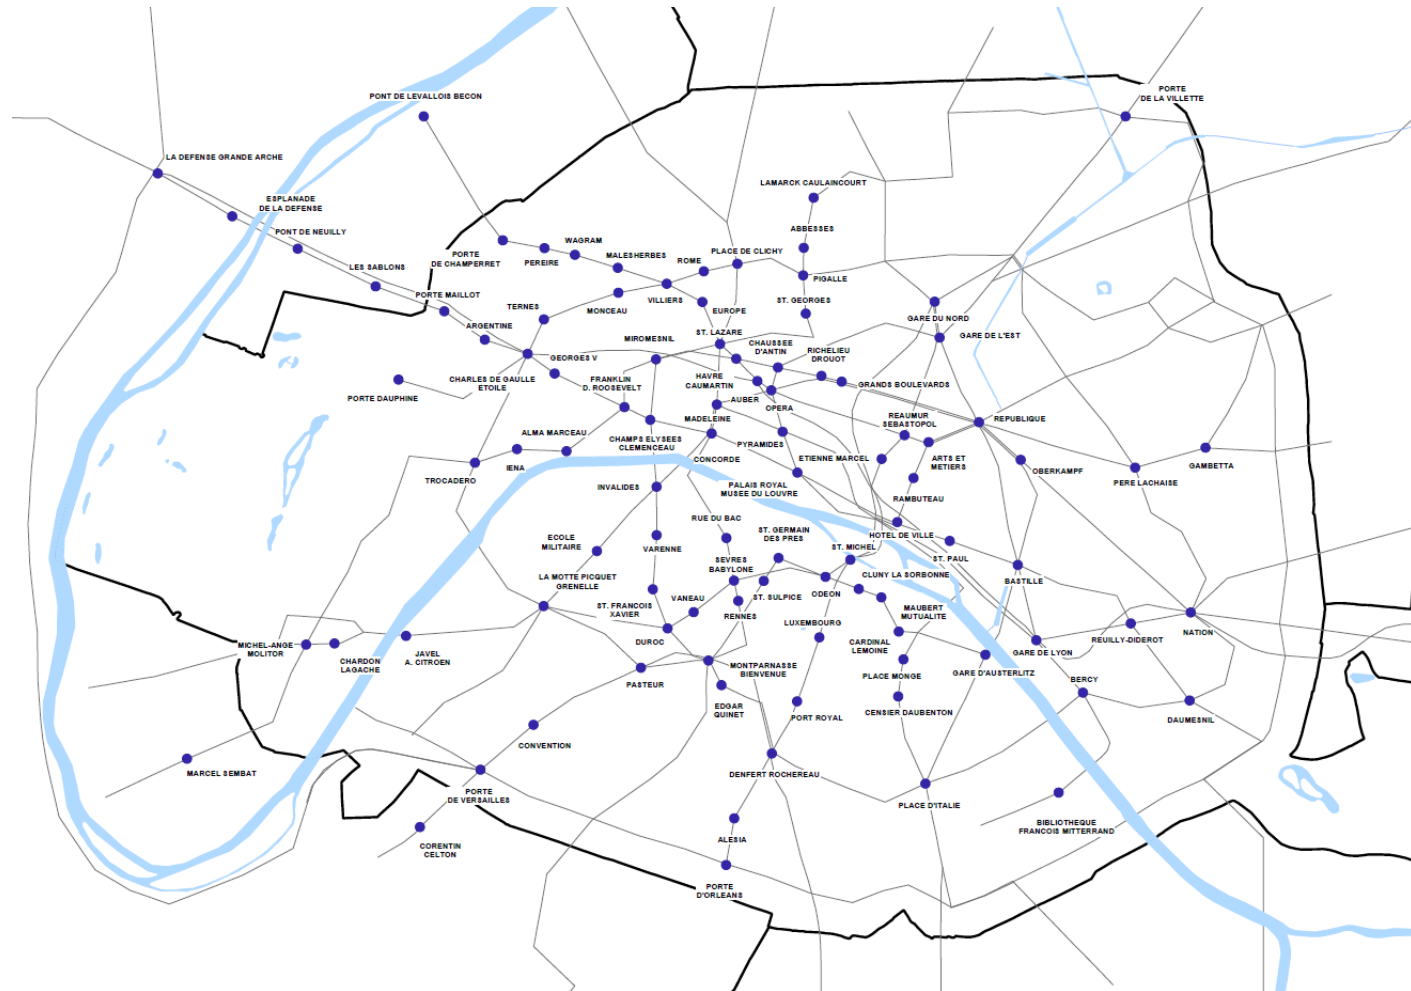 PORTE
DE LA VILLETTE
PONT DE LEVALLOIS BECON
LA DEFENSE GRANDE ARCHE
LAMARCK CAULAINCOURT
ESPLANADE
DE LA DEFENSE
PONT DE NEUILLY
ABBESSES
WAGRAM
PORTE
DE CHAMPERRET
PEREIRE
MALESHERBES
ROME
PLACE DE CLICHY
LES SABLONS
PIGALLE
PORTE MAILLOT
TERNES
MONCEAU
VILLIERS
EUROPE
ST. GEORGES
GARE DU NORD
ARGENTINE
MIROMESNIL
ST. LAZARE
CHAUSSEE
D'ANTIN
RICHELIEU
DROUOT
GARE DE L'EST
GEORGES V
CHARLES DE GAULLE
ETOILE
FRANKLIN
D. ROOSEVELT
HAVRE
CAUMARTIN
GRANDS BOULEVARDS
PORTE DAUPHINE
AUBER
OPERA
MADELEINE
REAUMUR
SEBASTOPOL
REPUBLIQUE
ALMA MARCEAU
CHAMPS ELYSEES
CLEMENCEAU
PYRAMIDES
CONCORDE
ETIENNE MARCEL
ARTS ET
METIERS
OBERKAMPF
GAMBETTA
IENA
TROCADERO
INVALIDES
PALAIS ROYAL
MUSEE DU LOUVRE
RAMBUTEAU
PERE LACHAISE
RUE DU BAC
ST. GERMAIN
DES PRES
HOTEL DE VILLE
ECOLE
MILITAIRE
VARENNE
ST. MICHEL
ST. PAUL
SEVRES
BABYLONE
CLUNY LA SORBONNE
BASTILLE
LA MOTTE PICQUET
GRENELLE
ST. FRANCOIS
XAVIER
VANEAU
ST. SULPICE
ODEON
RENNES
LUXEMBOURG
MAUBERT
MUTUALITE
NATION
MICHEL-ANGE
MOLITOR
CHARDON
LAGACHE
JAVEL
A. CITROEN
DUROC
CARDINAL
LEMOINE
GARE DE LYON
REUILLY-DIDEROT
PASTEUR
MONTPARNASSE
BIENVENUE
PLACE MONGE
GARE D'AUSTERLITZ
BERCY
EDGAR
QUINET
PORT ROYAL
CENSIER DAUBENTON
DAUMESNIL
CONVENTION
MARCEL SEMBAT
DENFERT ROCHEREAU
PORTE
DE VERSAILLES
PLACE D'ITALIE
BIBLIOTHEQUE
FRANCOIS MITTERRAND
CORENTIN
CELTON
ALESIA
PORTE
D'ORLEANS